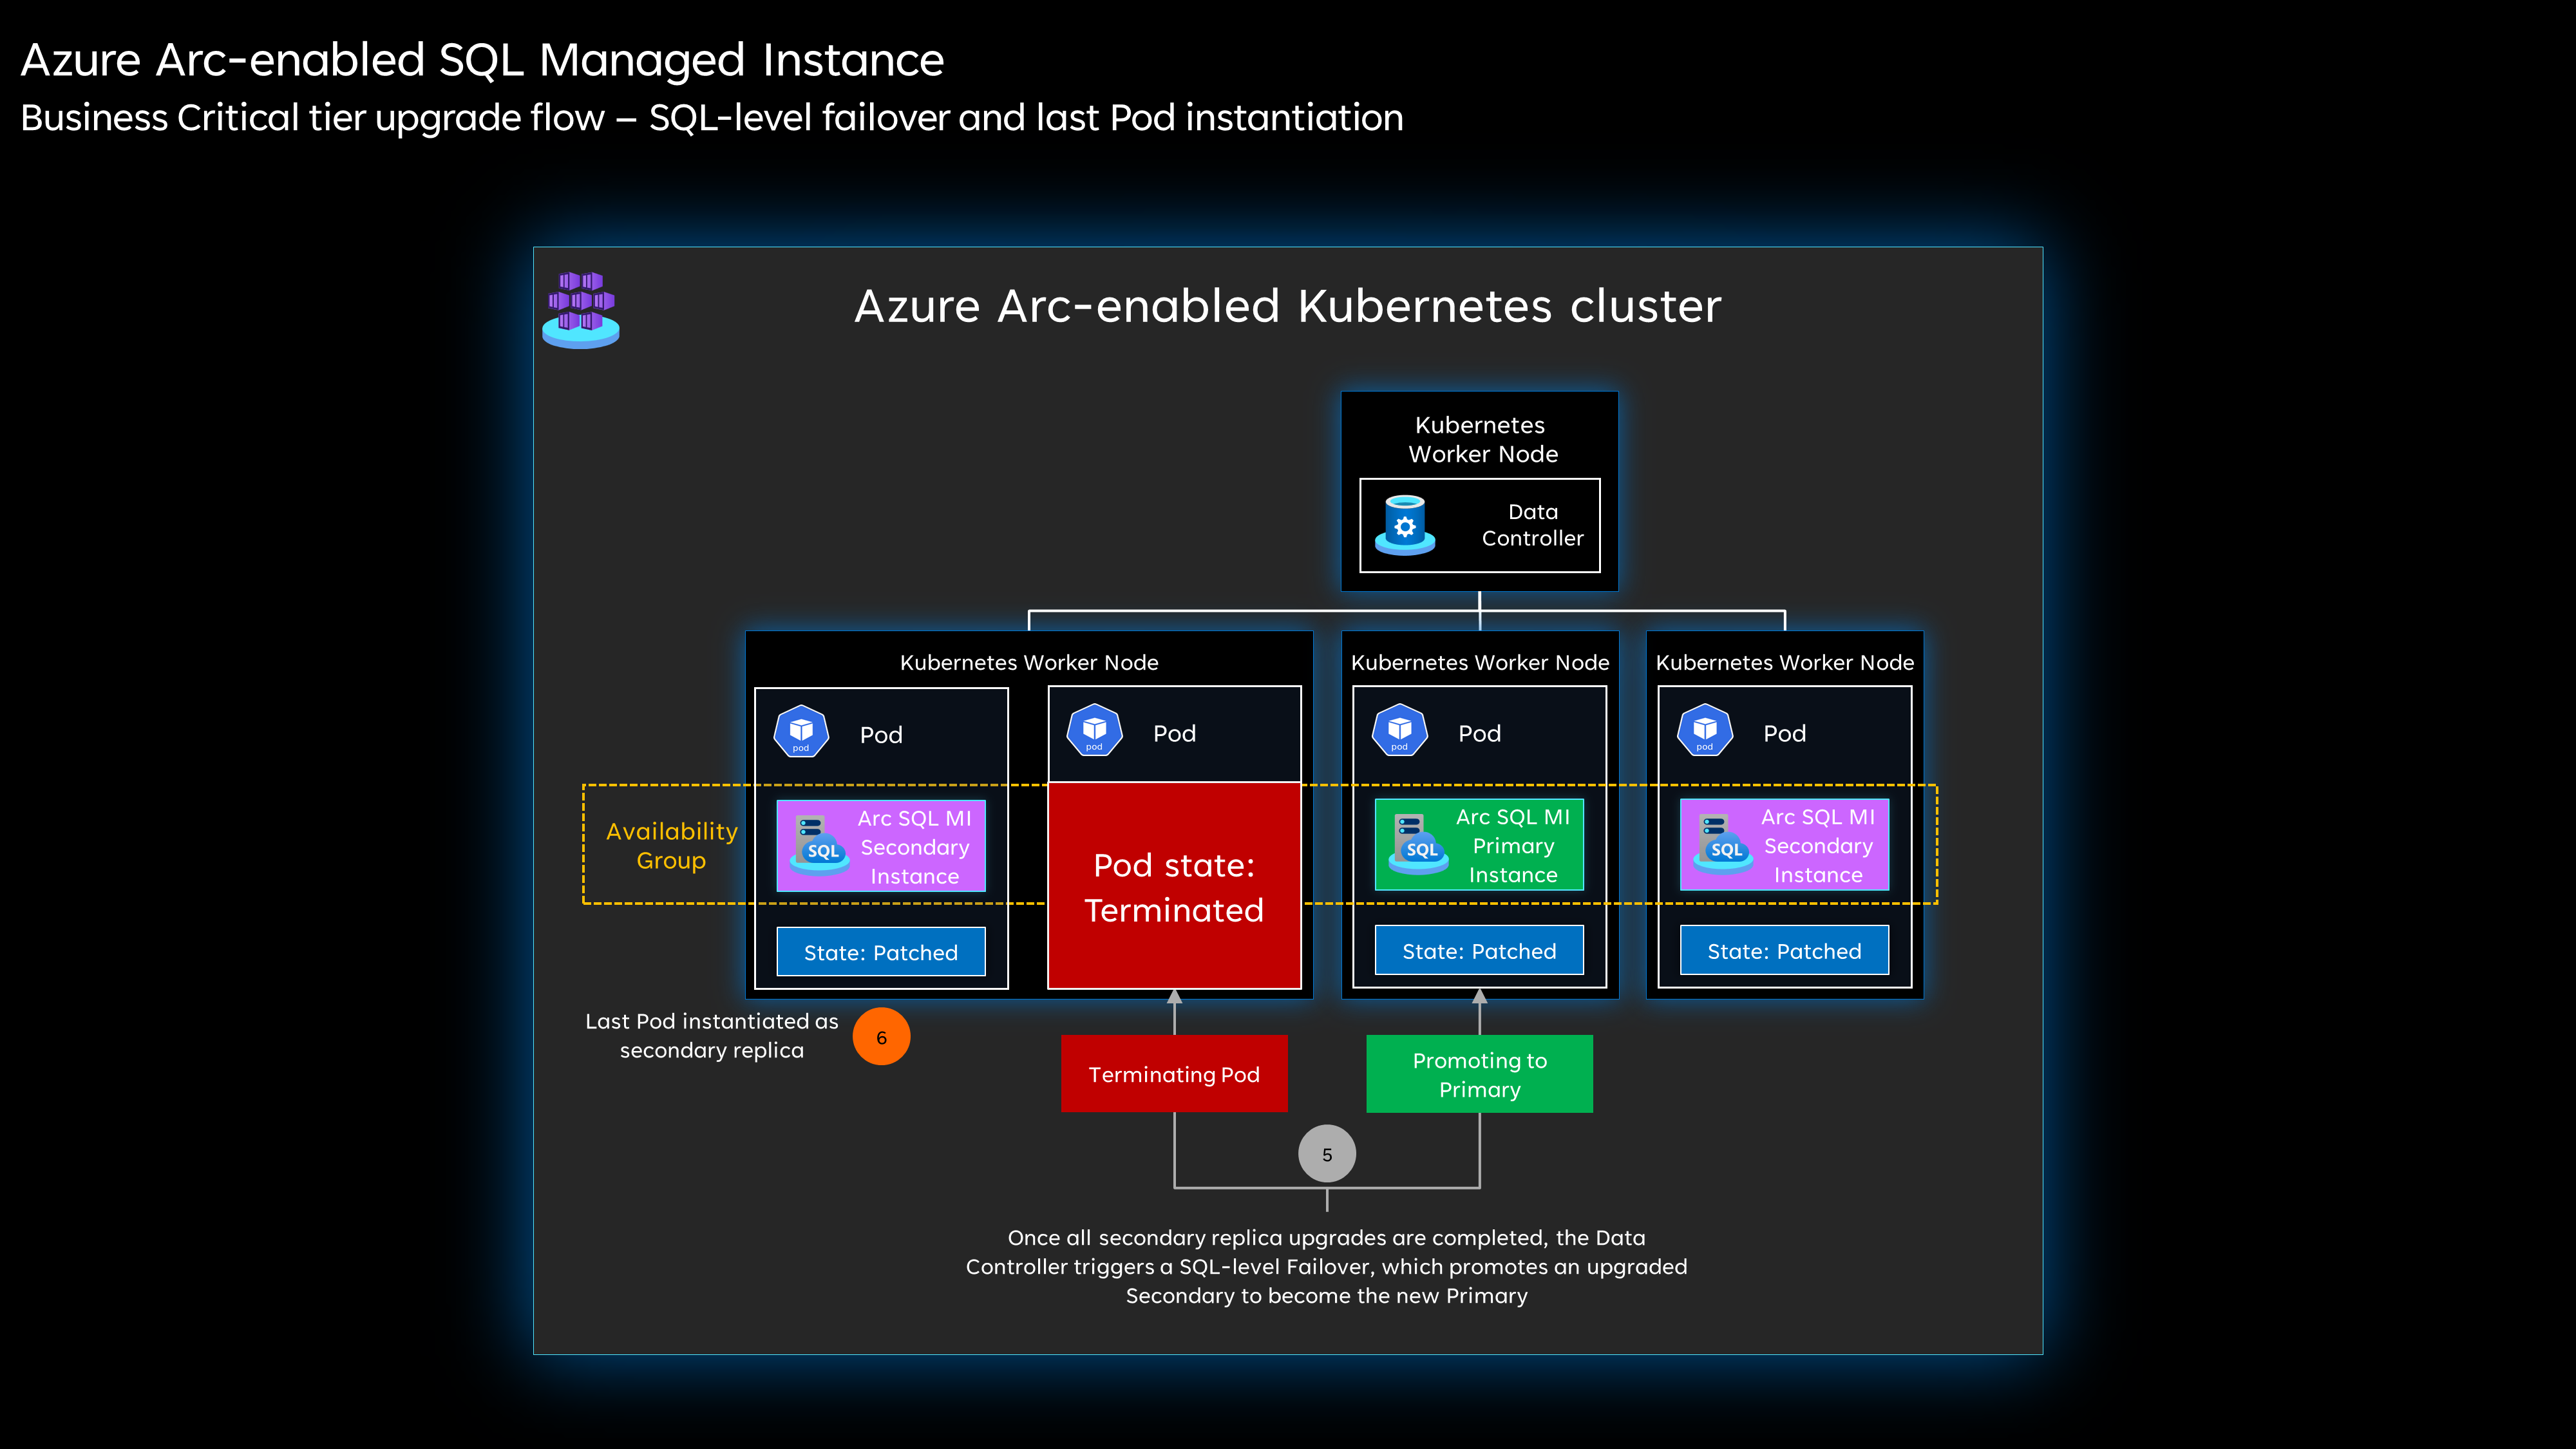 Azure Arc-enabled SQL Managed Instance
Business Critical tier upgrade flow – SQL-level failover and last Pod instantiation
Azure Arc-enabled Kubernetes cluster
Kubernetes
Worker Node
Data
Controller
Kubernetes Worker Node
Kubernetes Worker Node
Kubernetes Worker Node
pod
Pod
pod
Pod
pod
Pod
pod
Pod
Availability
Group
SQL
Arc SQL MI
Secondary
Instance
State: Patched
Pod state:
Terminated
SQL
Arc SQL MI
Primary
Instance
State: Patched
SQL
Arc SQL MI
Secondary
Instance
State: Patched
Last Pod instantiated as
secondary replica
6
Terminating Pod
Promoting to
Primary
5
Once all secondary replica upgrades are completed, the Data
Controller triggers a SQL-level Failover, which promotes an upgraded
Secondary to become the new Primary